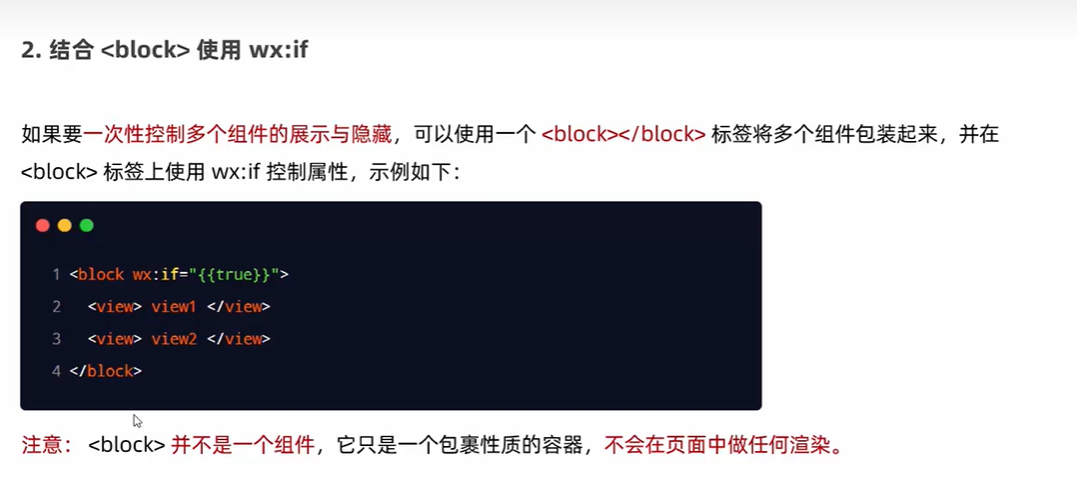 2. 结合 <block> 使用 wx:if
如果要一次性控制多个组件的展示与隐藏，可以使用一个 <block></block> 标签将多个组件包装起来，并在
<block> 标签上使用 wx:if 控制属性，示例如下：
1 <block wx:if="{{true}}">
2   <view> view1 </view>
3   <view> view2 </view>
4 </block>
注意： <block> 并不是一个组件，它只是一个包裹性质的容器，不会在页面中做任何渲染。